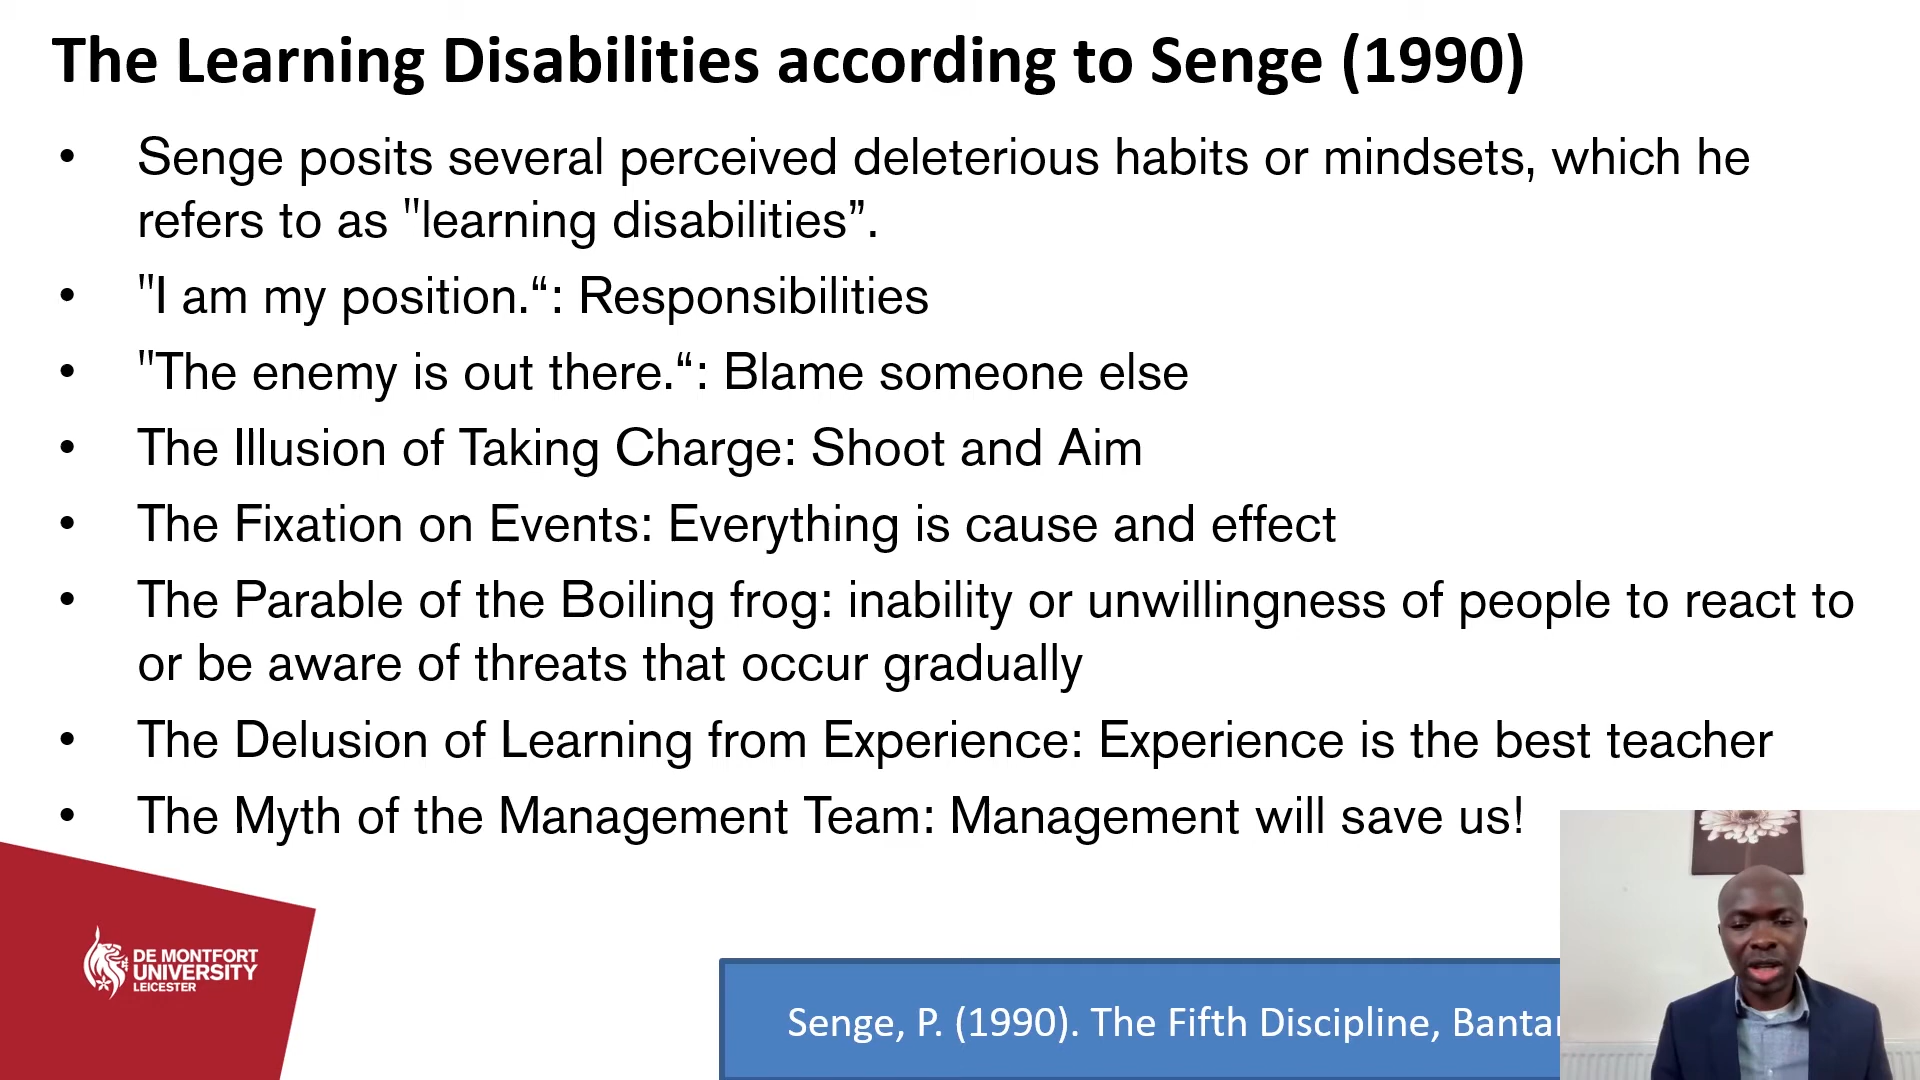 The Learning Disabilities according to Senge (1990)
• Senge posits several perceived deleterious habits or mindsets, which he
refers to as "learning disabilities”.
• "I am my position.“: Responsibilities
• "The enemy is out there.“: Blame someone else
• The Illusion of Taking Charge: Shoot and Aim
• The Fixation on Events: Everything is cause and effect
• The Parable of the Boiling frog: inability or unwillingness of people to react to
or be aware of threats that occur gradually
• The Delusion of Learning from Experience: Experience is the best teacher
• The Myth of the Management Team: Management will save us!
DE MONTFORT
UNIVERSITY
LEICESTER
Senge, P. (1990). The Fifth Discipline,